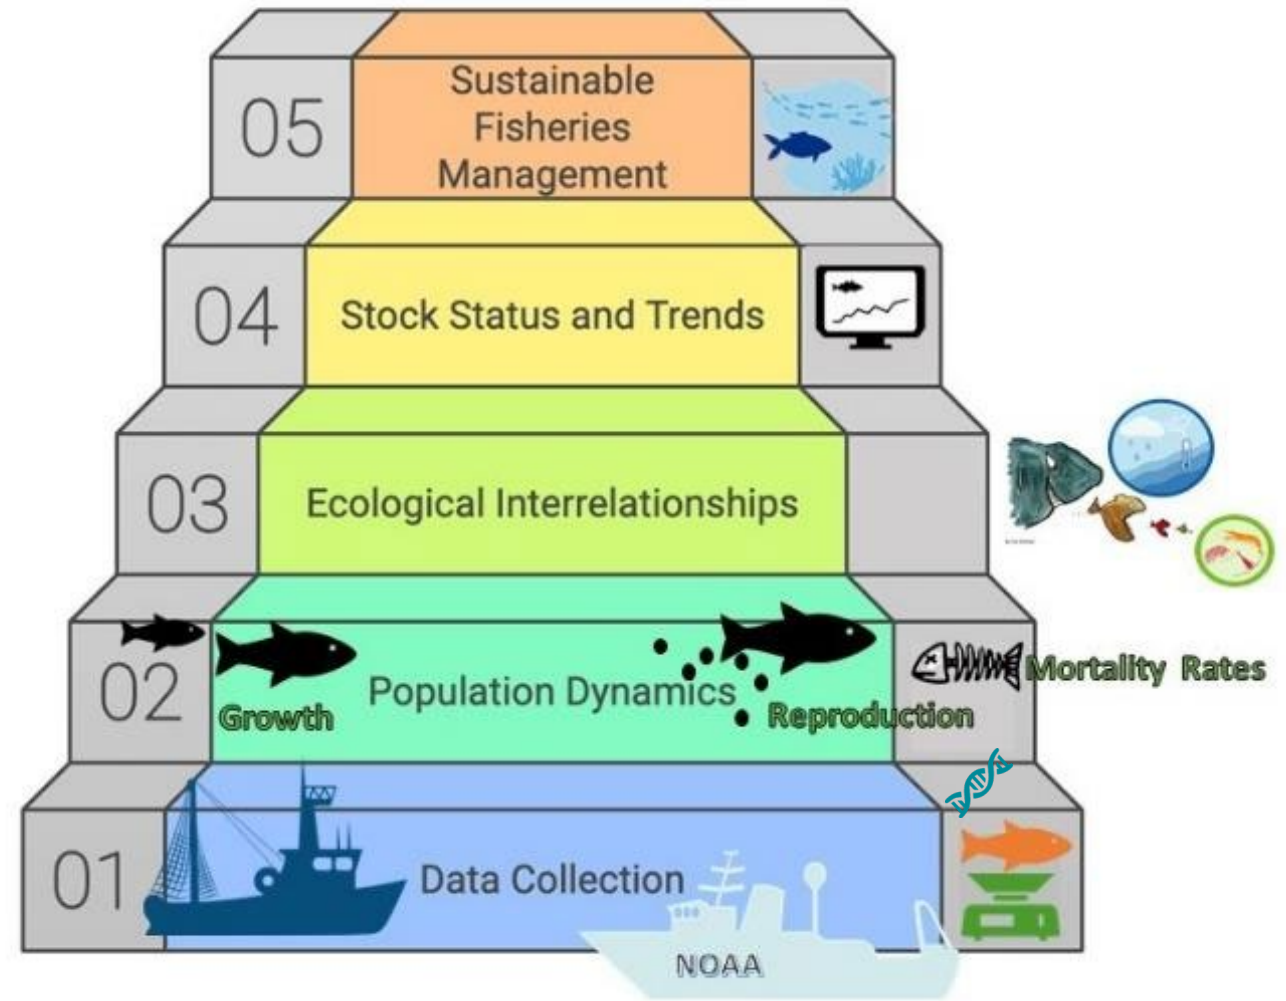 05
Sustainable
Fisheries
Management
04
Stock Status and Trends
03
Ecological Interrelationships
02
Population Dynamics
Growth
Reproduction
Mortality Rates
01
Data Collection
NOAA